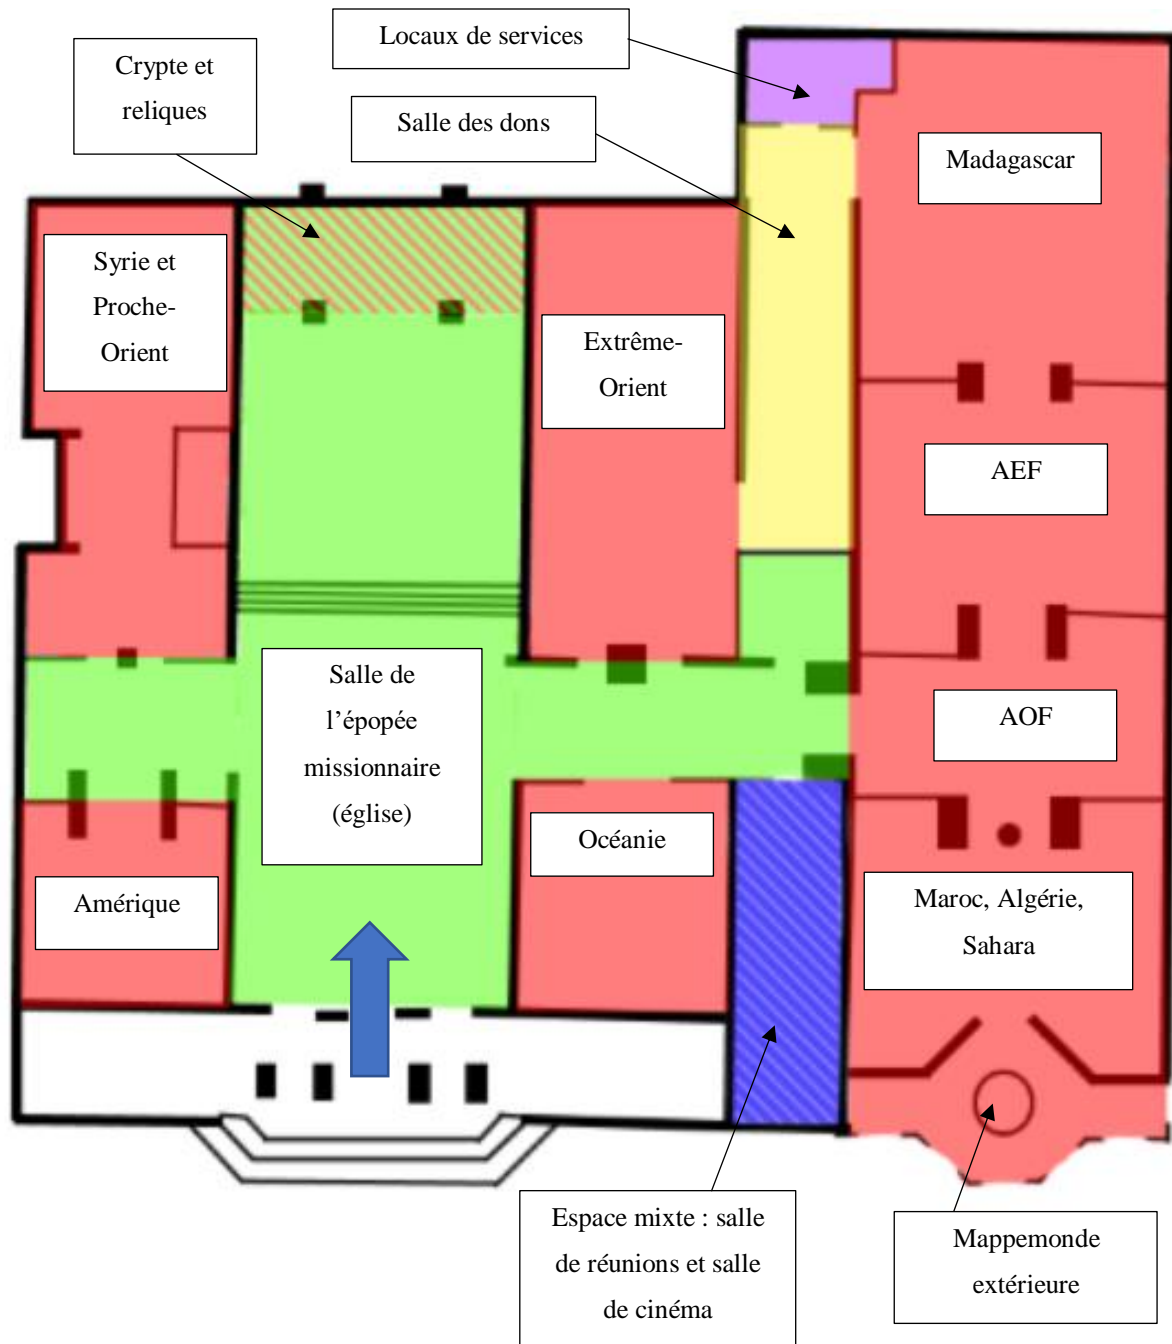 Locaux de services
Crypte et
reliques
Salle des dons
Madagascar
Syrie et
Proche-
Orient
Extrême-
Orient
AEF
Salle de
l’épopée
missionnaire
(église)
AOF
Océanie
Amérique
Maroc, Algérie,
Sahara
Espace mixte : salle
de réunions et salle
de cinéma
Mappemonde
extérieure